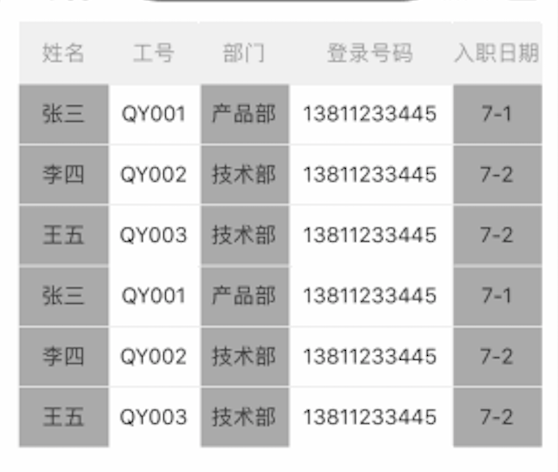 姓名 工号 部门 登录号码 入职日期
张三 QY001 产品部 13811233445 7-1
李四 QY002 技术部 13811233445 7-2
王五 QY003 技术部 13811233445 7-2
张三 QY001 产品部 13811233445 7-1
李四 QY002 技术部 13811233445 7-2
王五 QY003 技术部 13811233445 7-2